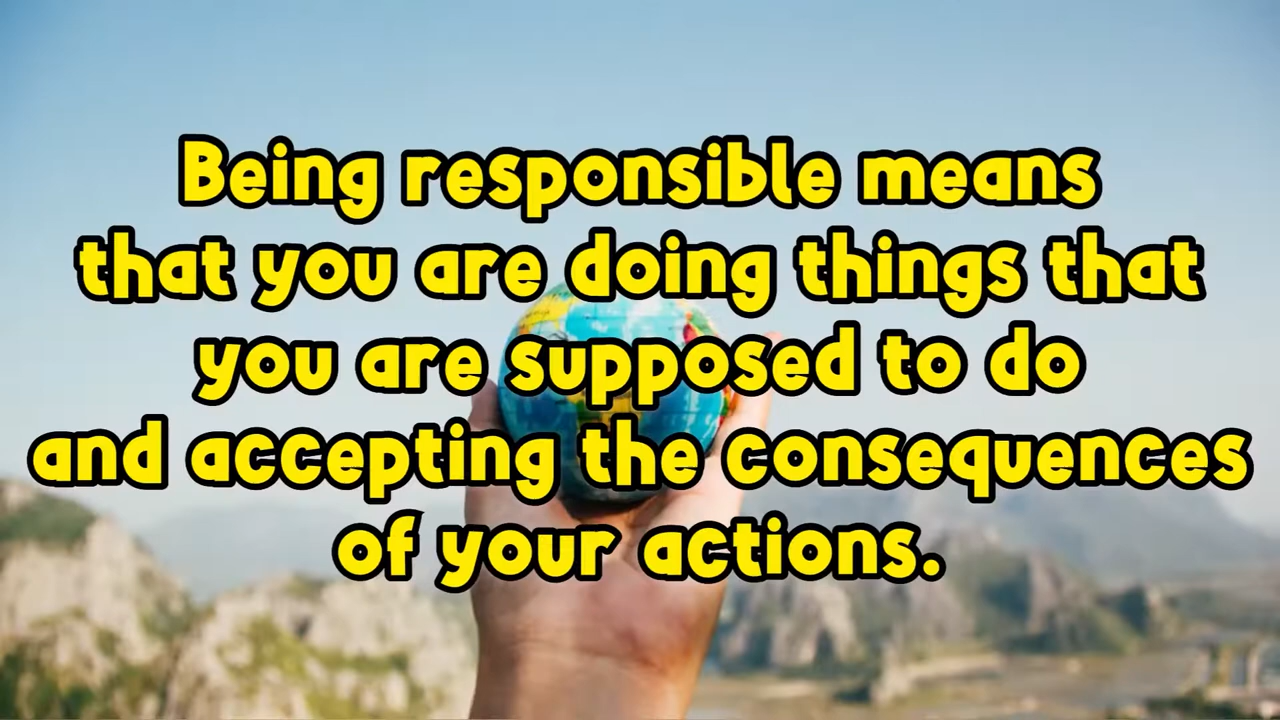 Being responsible means
that you are doing things that
you are supposed to do
and accepting the consequences
of your actions.